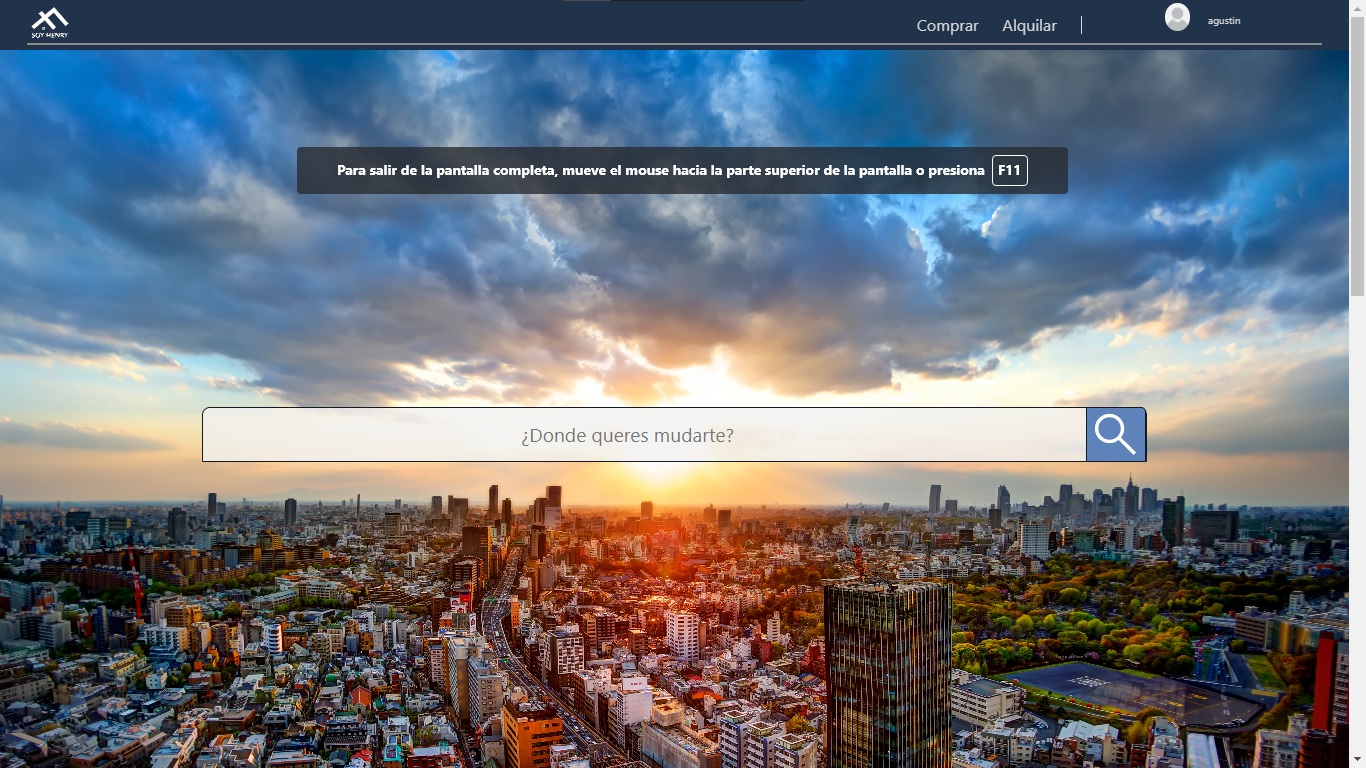 SOY HENRY
Comprar Alquilar
agustin
Para salir de la pantalla completa, mueve el mouse hacia la parte superior de la pantalla o presiona F11
¿Donde queres mudarte?